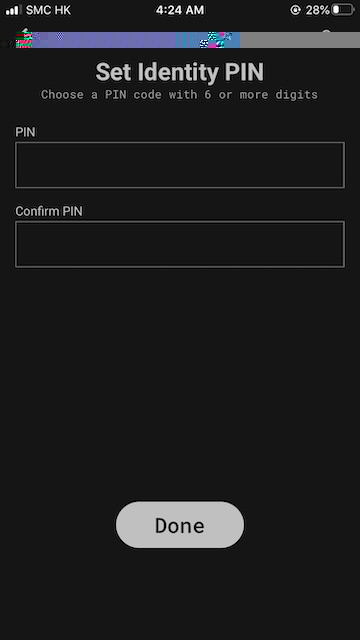 SMC HK 4:24 AM 28%
Set Identity PIN
Choose a PIN code with 6 or more digits
PIN
Confirm PIN
Done